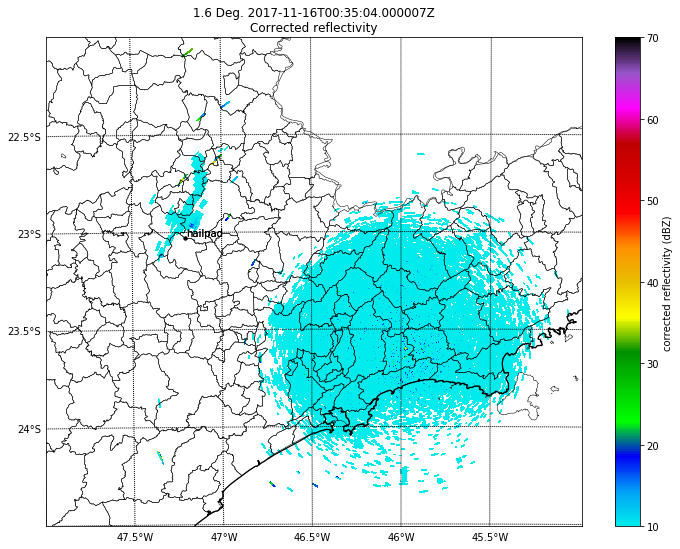 1.6 Deg. 2017-11-16T00:35:04.000007Z
Corrected reflectivity
22.5°S
23°S
23.5°S
24°S
hailpad
47.5°W 47°W 46.5°W 46°W 45.5°W
70
60
50
40
30
20
10
corrected reflectivity (dBZ)